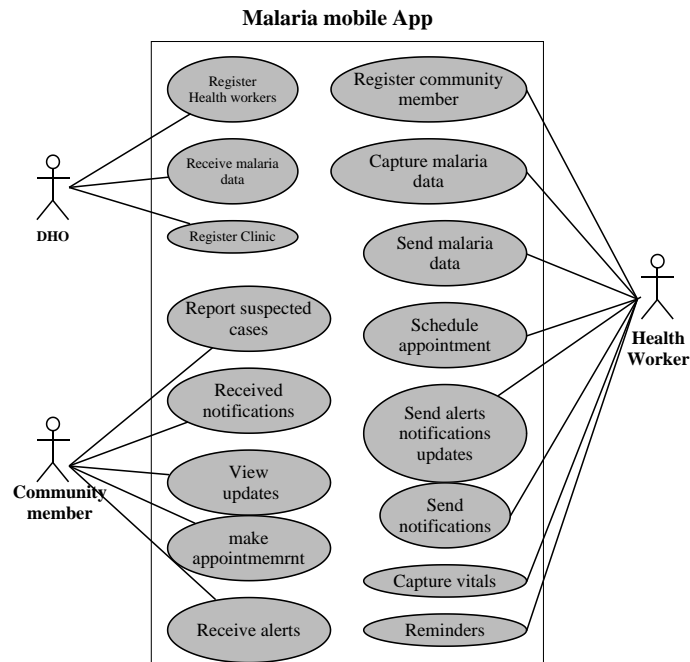 Malaria mobile App
Register
Health workers
Receive malaria
data
Register Clinic
DHO
Report suspected
cases
Received
notifications
View
updates
make
appointmemrnt
Receive alerts
Community
member
Register community
member
Capture malaria
data
Send malaria
data
Schedule
appointment
Send alerts
notifications
updates
Send
notifications
Capture vitals
Reminders
Health
Worker